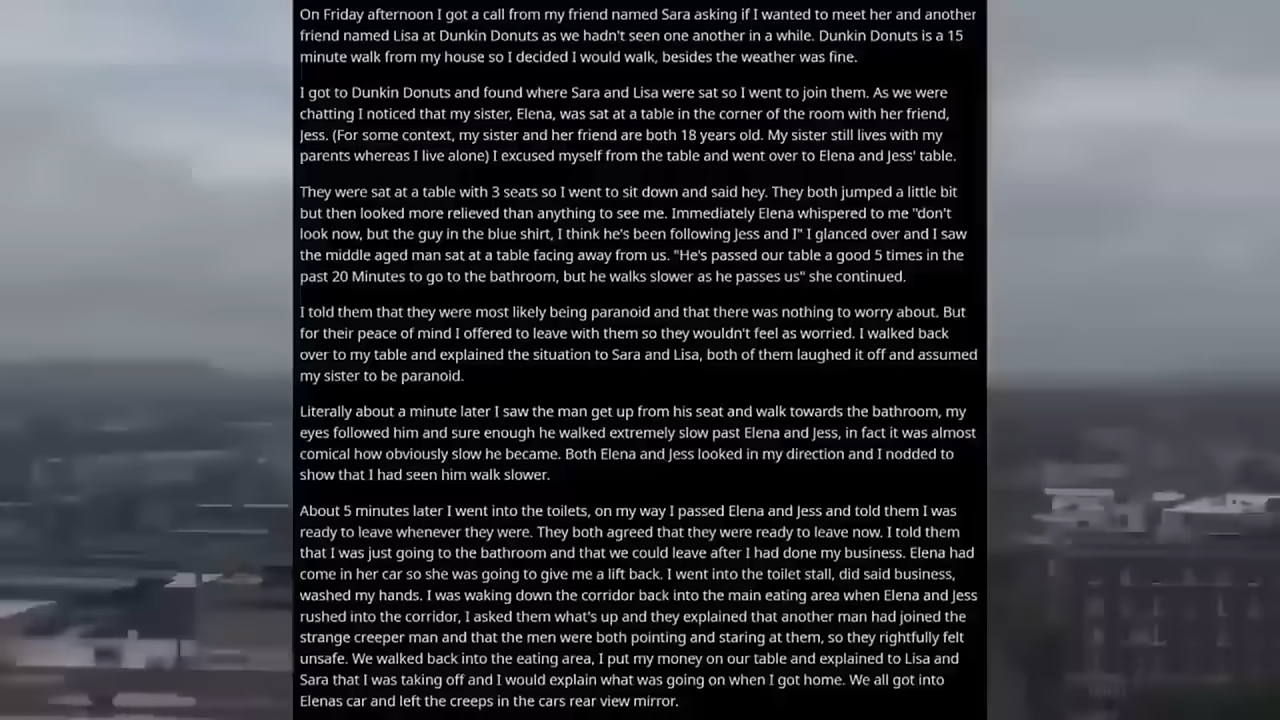 On Friday afternoon I got a call from my friend named Sara asking if I wanted to meet her and another
friend named Lisa at Dunkin Donuts as we hadn't seen one another in a while. Dunkin Donuts is a 15
minute walk from my house so I decided I would walk, besides the weather was fine.
I got to Dunkin Donuts and found where Sara and Lisa were sat so I went to join them. As we were
chatting I noticed that my sister, Elena, was sat at a table in the corner of the room with her friend,
Jess. (For some context, my sister and her friend are both 18 years old. My sister still lives with my
parents whereas I live alone) I excused myself from the table and went over to Elena and Jess' table.
They were sat at a table with 3 seats so I went to sit down and said hey. They both jumped a little bit
but then looked more relieved than anything to see me. Immediately Elena whispered to me "don't
look now, but the guy in the blue shirt, I think he's been following Jess and I" I glanced over and I saw
the middle aged man sat at a table facing away from us. "He's passed our table a good 5 times in the
past 20 Minutes to go to the bathroom, but he walks slower as he passes us" she continued.
I told them that they were most likely being paranoid and that there was nothing to worry about. But
for their peace of mind I offered to leave with them so they wouldn't feel as worried. I walked back
over to my table and explained the situation to Sara and Lisa, both of them laughed it off and assumed
my sister to be paranoid.
Literally about a minute later I saw the man get up from his seat and walk towards the bathroom, my
eyes followed him and sure enough he walked extremely slow past Elena and Jess, in fact it was almost
comical how obviously slow he became. Both Elena and Jess looked in my direction and I nodded to
show that I had seen him walk slower.
About 5 minutes later I went into the toilets, on my way I passed Elena and Jess and told them I was
ready to leave whenever they were. They both agreed that they were ready to leave now. I told them
that I was just going to the bathroom and that we could leave after I had done my business. Elena had
come in her car so she was going to give me a lift back. I went into the toilet stall, did said business,
washed my hands. I was waking down the corridor back into the main eating area when Elena and Jess
rushed into the corridor, I asked them what's up and they explained that another man had joined the
strange creeper man and that the men were both pointing and staring at them, so they rightfully felt
unsafe. We walked back into the eating area, I put my money on our table and explained to Lisa and
Sara that I was taking off and I would explain what was going on when I got home. We all got into
Elenas car and left the creeps in the cars rear view mirror.